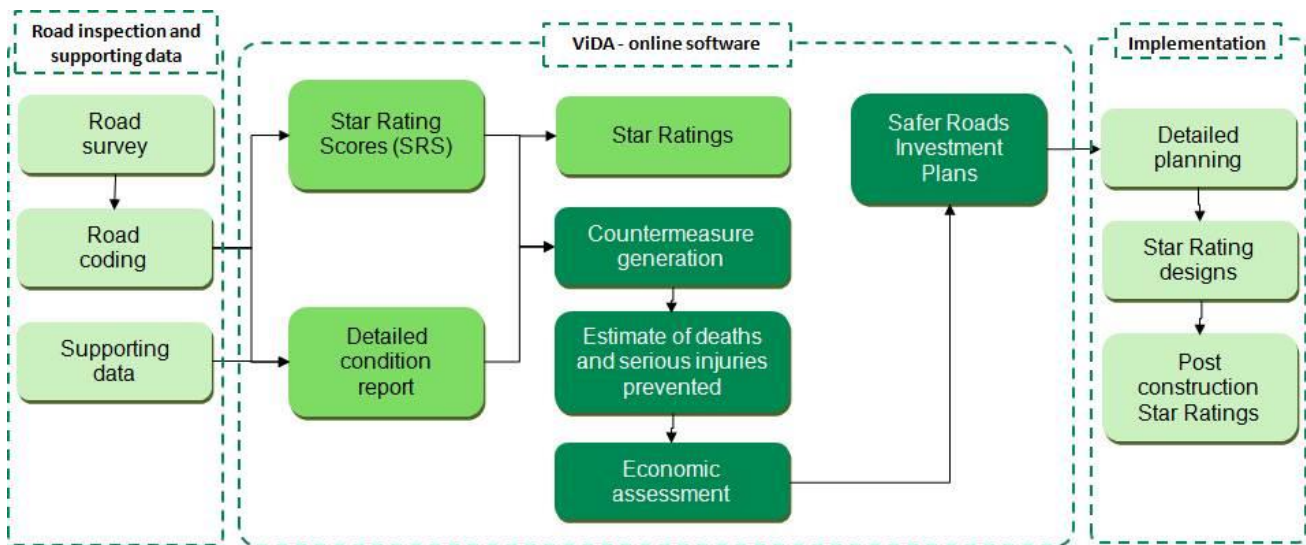 Road inspection and
supporting data
Road
survey
Road
coding
Supporting
data
ViDA - online software
Star Rating
Scores (SRS)
Detailed
condition
report
Star Ratings
Countermeasure
generation
Estimate of deaths
and serious injuries
prevented
Economic
assessment
Safer Roads
Investment
Plans
Implementation
Detailed
planning
Star Rating
designs
Post
construction
Star Ratings